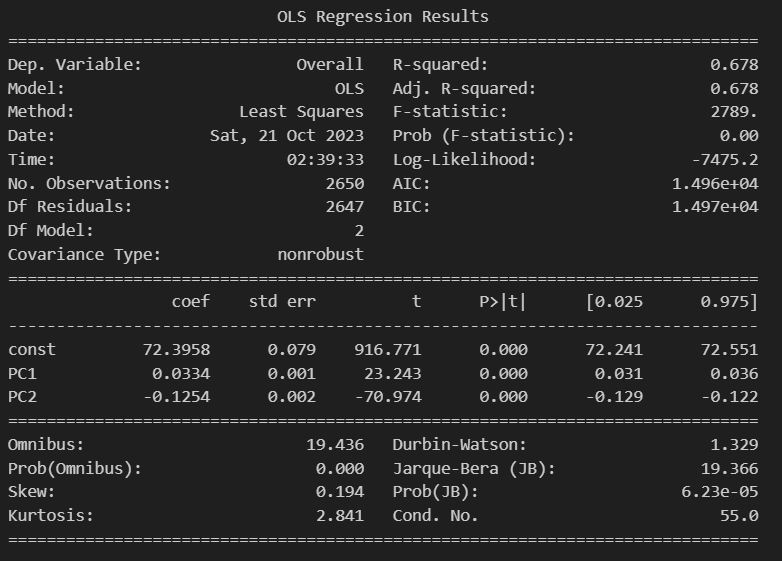 OLS Regression Results
==============================================================================
Dep. Variable:                Overall   R-squared:                       0.678
Model:                            OLS   Adj. R-squared:                  0.678
Method:                 Least Squares   F-statistic:                     2789.
Date:                Sat, 21 Oct 2023   Prob (F-statistic):               0.00
Time:                        02:39:33   Log-Likelihood:                -7475.2
No. Observations:                2650   AIC:                         1.496e+04
Df Residuals:                    2647   BIC:                         1.497e+04
Df Model:                           2
Covariance Type:            nonrobust
==============================================================================
                 coef    std err          t      P>|t|      [0.025      0.975]
------------------------------------------------------------------------------
const         72.3958      0.079    916.771      0.000      72.241      72.551
PC1            0.0334      0.001     23.243      0.000       0.031       0.036
PC2           -0.1254      0.002    -70.974      0.000      -0.129      -0.122
==============================================================================
Omnibus:                       19.436   Durbin-Watson:                   1.329
Prob(Omnibus):                  0.000   Jarque-Bera (JB):               19.366
Skew:                           0.194   Prob(JB):                     6.23e-05
Kurtosis:                       2.841   Cond. No.                         55.0
==============================================================================